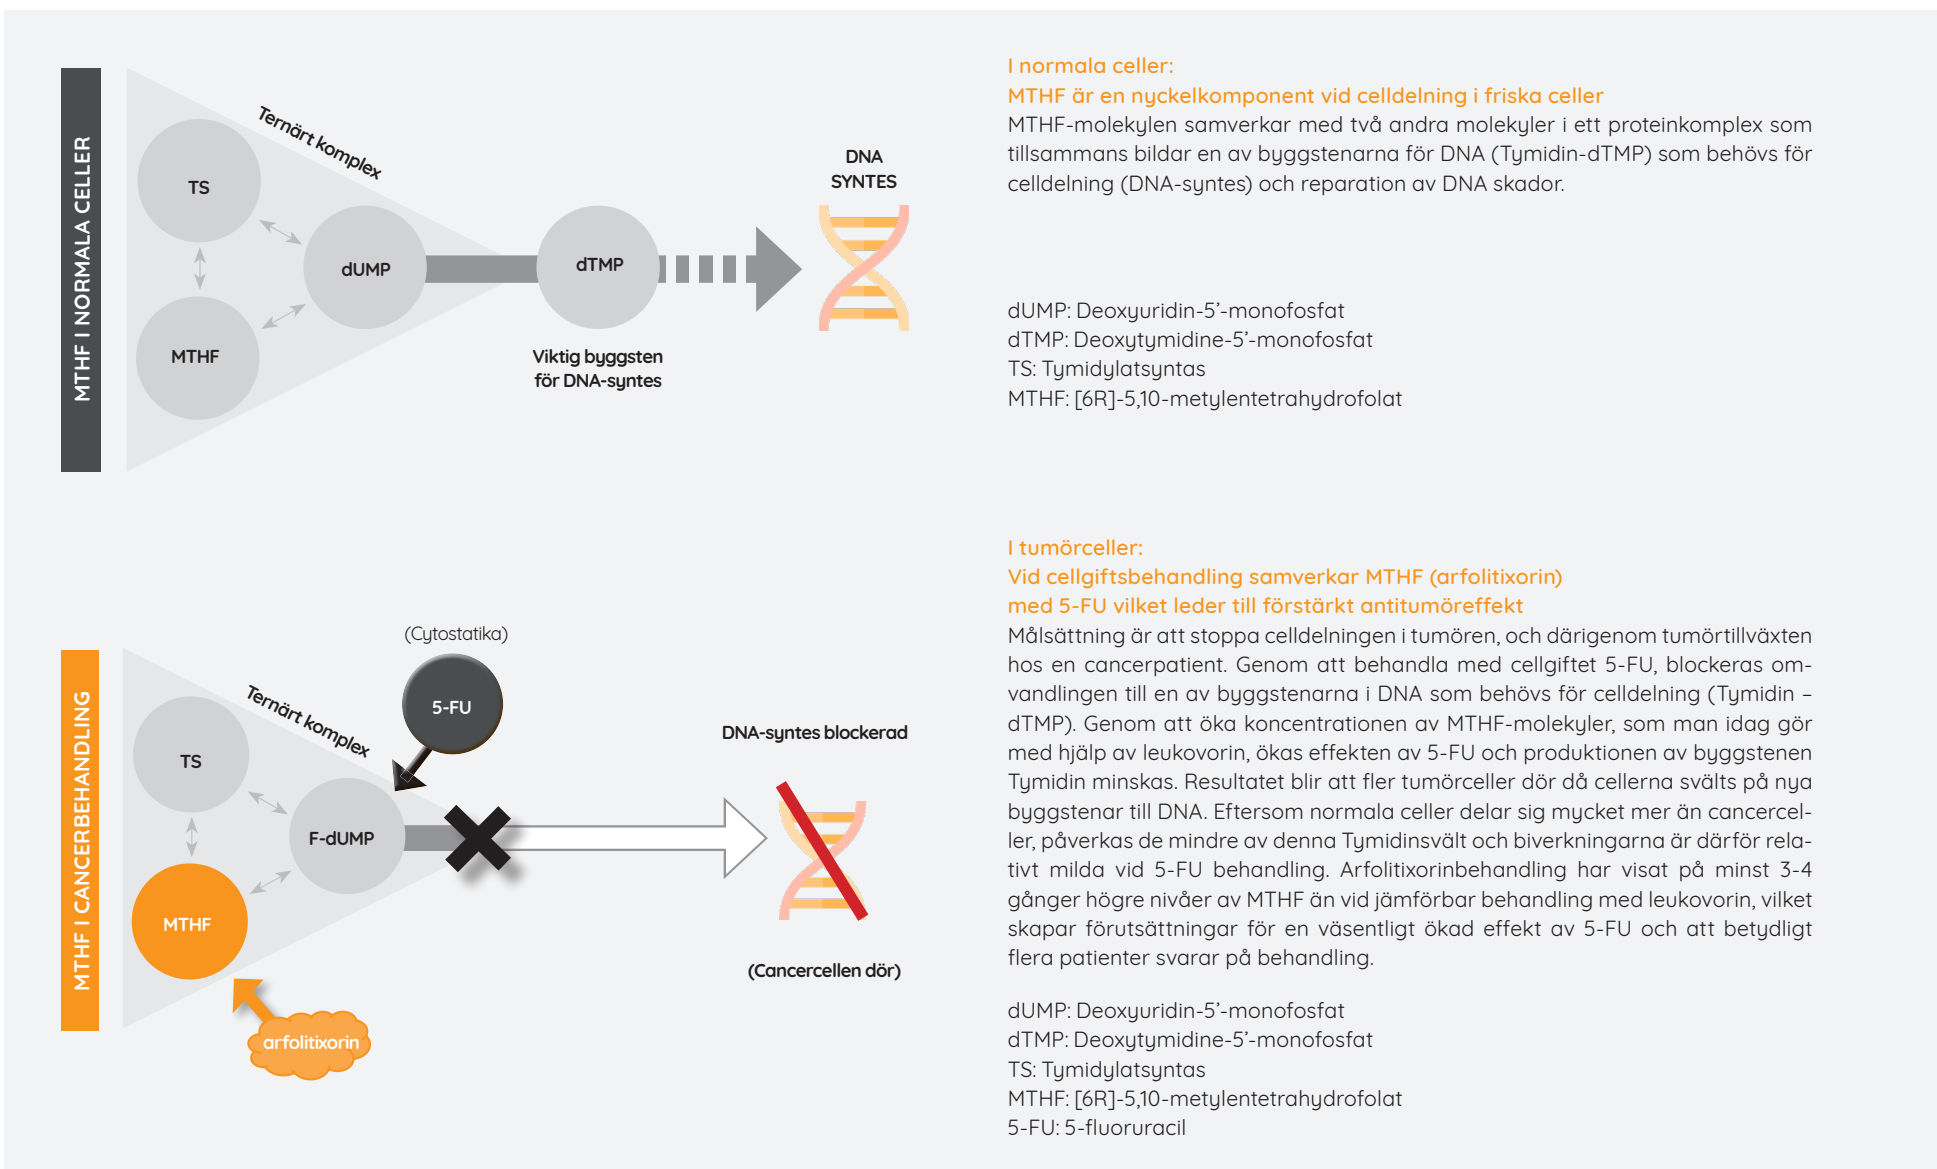 MTHF I NORMALA CELLER
Ternärt komplex
TS
dUMP
MTHF
dTMP
Viktig byggsten
för DNA-syntes
DNA
SYNTES
I normala celler:
MTHF är en nyckelkomponent vid celldelning i friska celler
MTHF-molekylen samverkar med två andra molekyler i ett proteinkomplex som
tillsammans bildar en av byggstenarna för DNA (Tymidin-dTMP) som behövs för
celldelning (DNA-syntes) och reparation av DNA skador.
dUMP: Deoxyuridin-5’-monofosfat
dTMP: Deoxytymidine-5’-monofosfat
TS: Tymidylatsyntas
MTHF: [6R]-5,10-metylentetrahydrofolat
MTHF I CANCERBEHANDLING
(Cytostatika)
5-FU
Ternärt komplex
TS
F-dUMP
MTHF
arfolitixorin
DNA-syntes blockerad
(Cancercellen dör)
I tumörceller:
Vid cellgiftsbehandling samverkar MTHF (arfolitixorin)
med 5-FU vilket leder till förstärkt antitumöreffekt
Målsättning är att stoppa celldelningen i tumören, och därigenom tumörtillväxten
hos en cancerpatient. Genom att behandla med cellgiftet 5-FU, blockeras om-
vandlingen till en av byggstenarna i DNA som behövs för celldelning (Tymidin –
dTMP). Genom att öka koncentrationen av MTHF-molekyler, som man idag gör
med hjälp av leukovorin, ökas effekten av 5-FU och produktionen av byggstenen
Tymidin minskas. Resultatet blir att fler tumörceller dör då cellerna svälts på nya
byggstenar till DNA. Eftersom normala celler delar sig mycket mer än cancercel-
ler, påverkas de mindre av denna Tymidinsvält och biverkningarna är därför rela-
tivt milda vid 5-FU behandling. Arfolitixorinbehandling har visat på minst 3-4
gånger högre nivåer av MTHF än vid jämförbar behandling med leukovorin, vilket
skapar förutsättningar för en väsentligt ökad effekt av 5-FU och att betydligt
flera patienter svarar på behandling.
dUMP: Deoxyuridin-5’-monofosfat
dTMP: Deoxytymidine-5’-monofosfat
TS: Tymidylatsyntas
MTHF: [6R]-5,10-metylentetrahydrofolat
5-FU: 5-fluoruracil